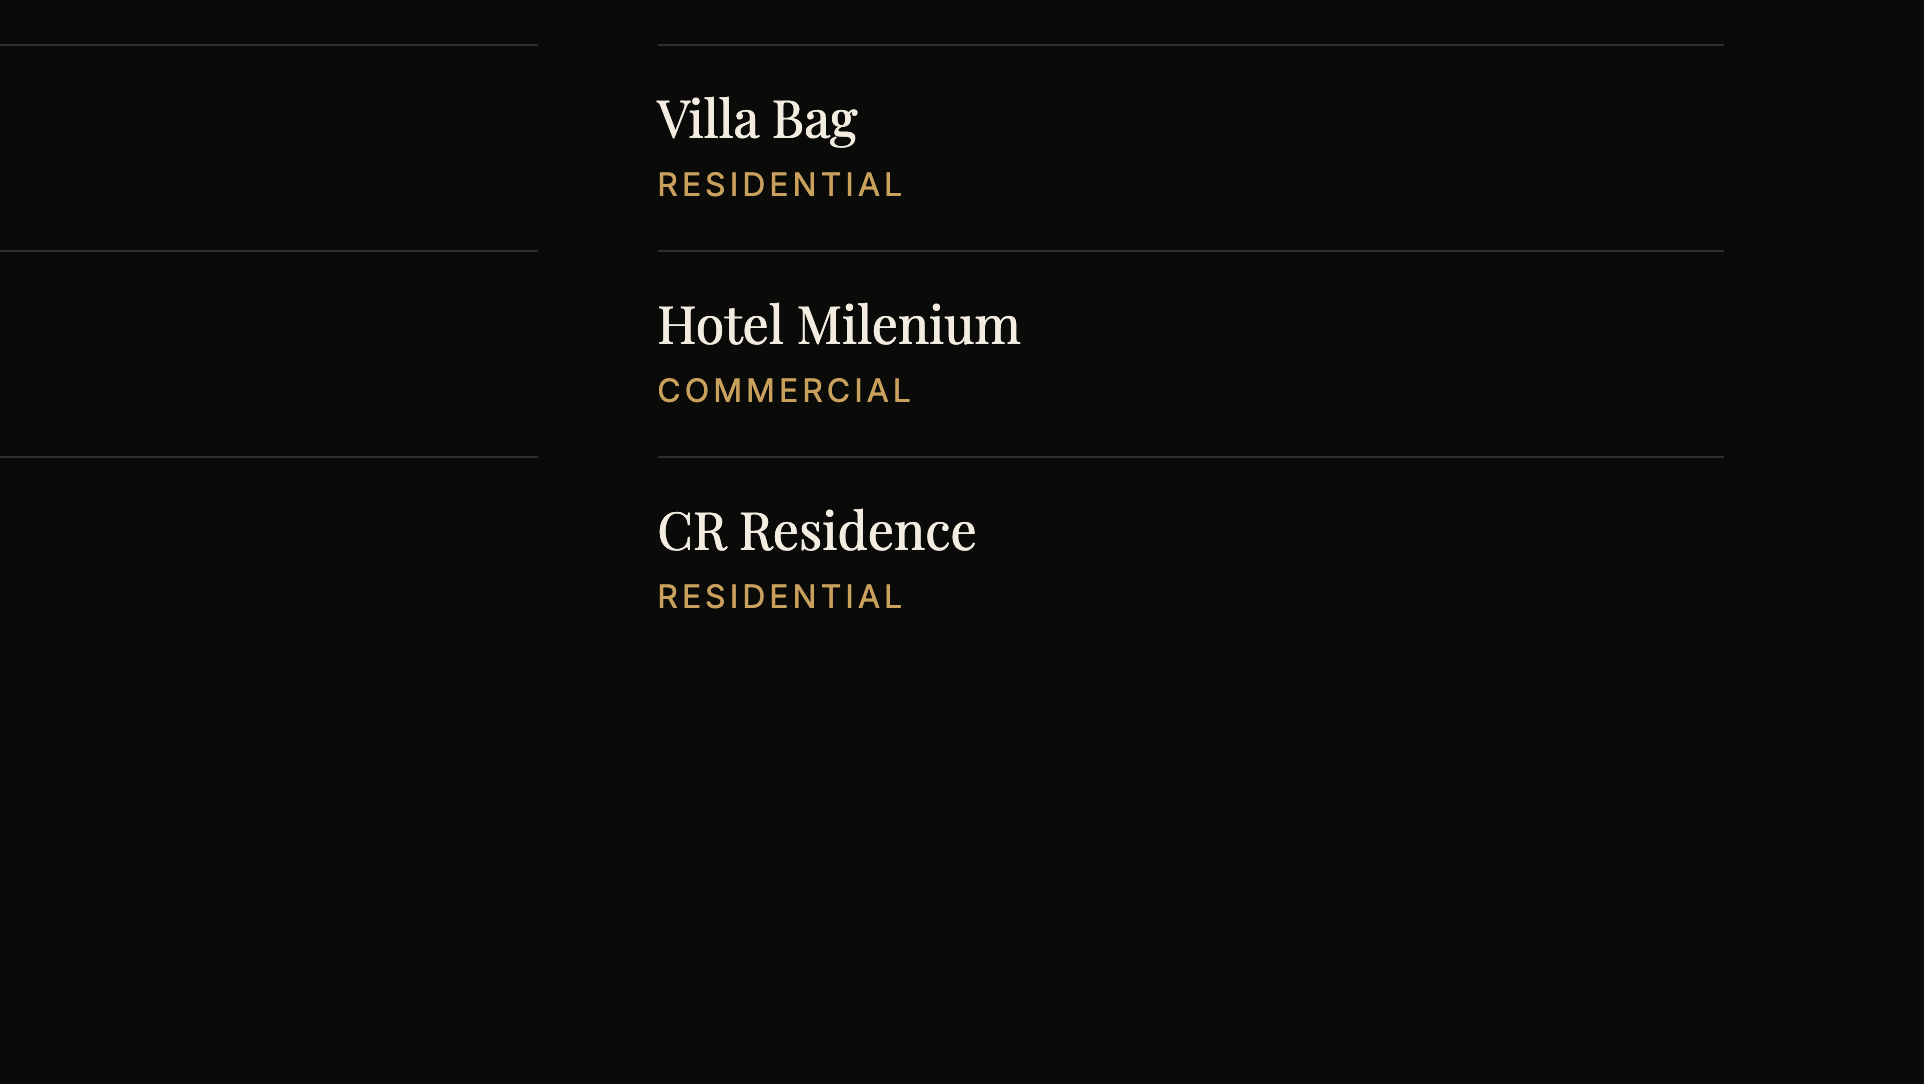 Villa Bag
RESIDENTIAL
Hotel Milenium
COMMERCIAL
CR Residence
RESIDENTIAL